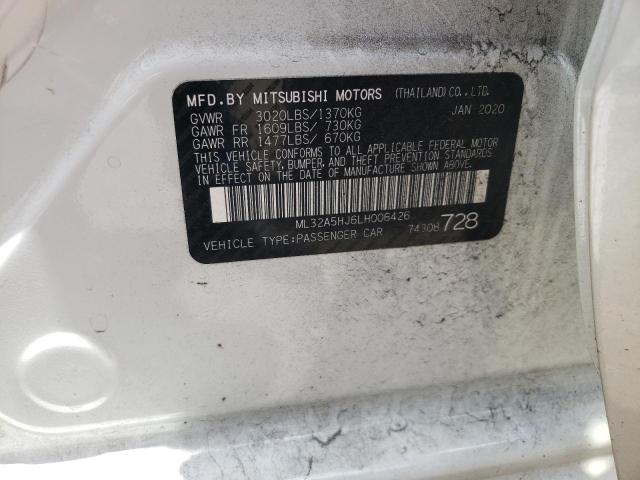 MFD.BY MITSUBISHI MOTORS (THAILAND) CO.,LTD.
GVWR 3020LBS/1370KG JAN 2020
GAWR FR 1609LBS/ 730KG
GAWR RR 1477LBS/ 670KG
THIS VEHICLE CONFORMS TO ALL APPLICABLE FEDERAL MOTOR
VEHICLE SAFETY, BUMPER, AND THEFT PREVENTION STANDARDS
IN EFFECT ON THE DATE OF MANUFACTURE SHOWN ABOVE.
ML32A5HJ6LH006426
VEHICLE TYPE:PASSENGER CAR 74308 728